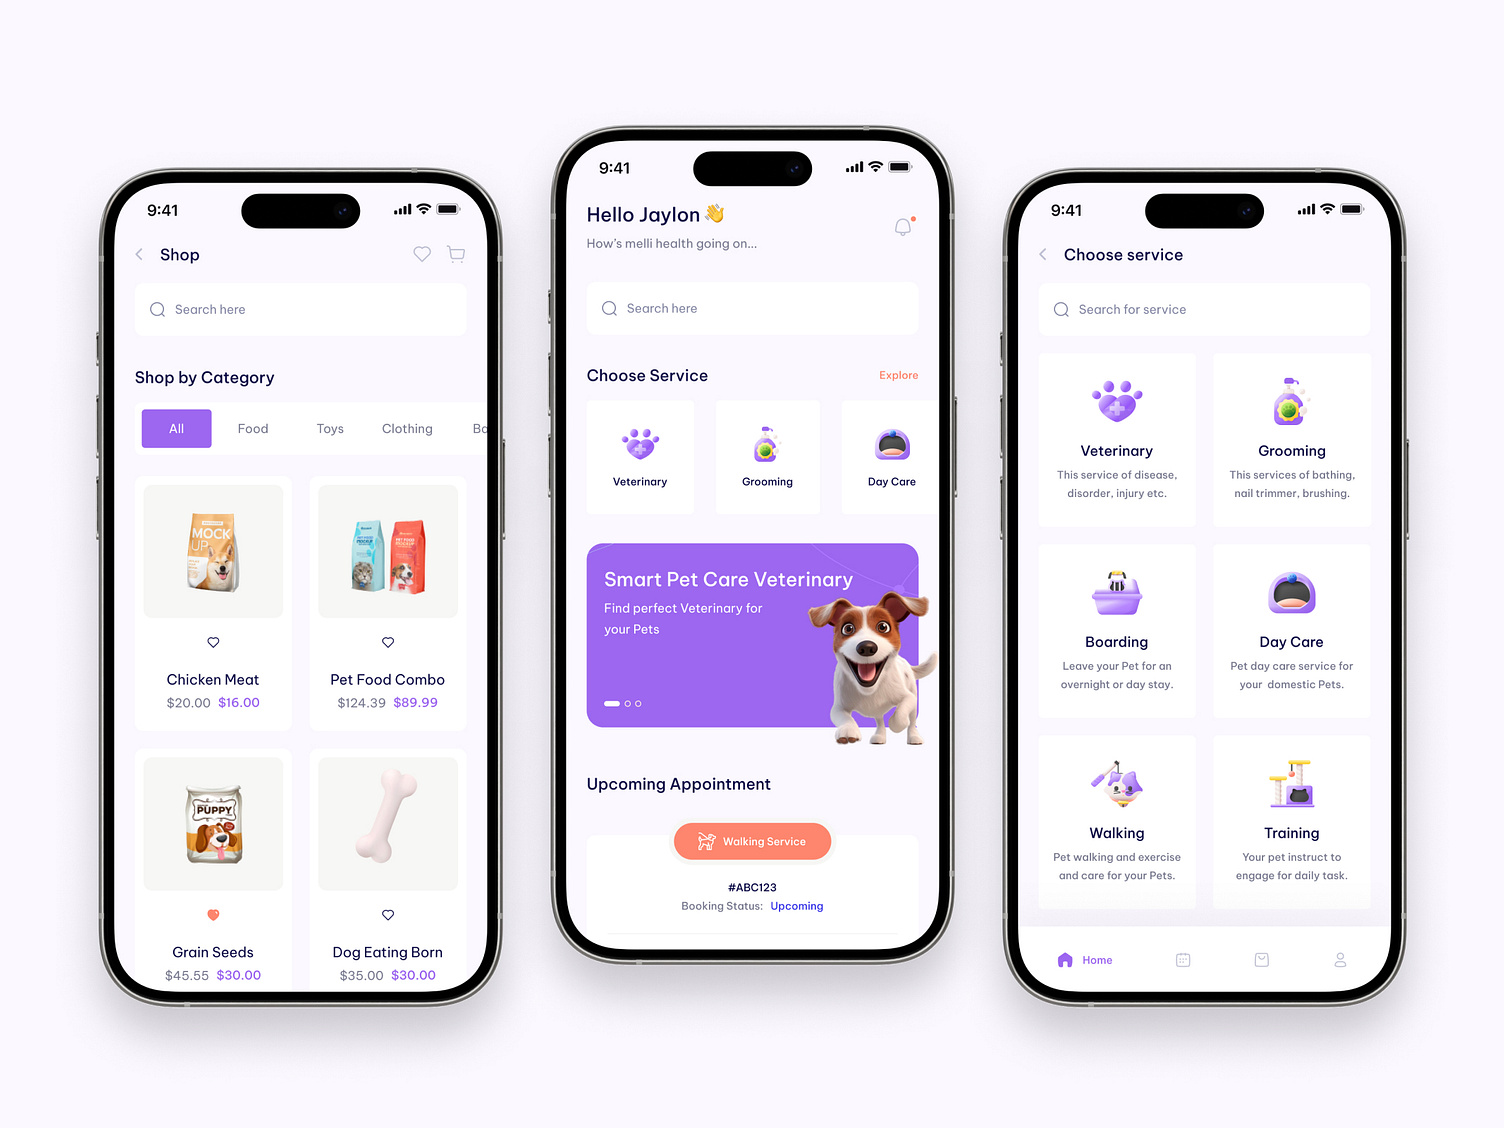 9:41
Shop
Search here
Shop by Category
All Food Toys Clothing Ba
MOCK
UP
PET FOOD
MOCKUP
PET FOOD
MOCKUP
Chicken Meat
$20.00 $16.00
Pet Food Combo
$124.39 $89.99
PUPPY
Grain Seeds
$45.55 $30.00
Dog Eating Born
$35.00 $30.00
9:41
Hello Jaylon 👋
How's melli health going on...
Search here
Choose Service
Explore
Veterinary
Grooming
Day Care
Smart Pet Care Veterinary
Find perfect Veterinary for
your Pets
Upcoming Appointment
Walking Service
#ABC123
Booking Status: Upcoming
9:41
Choose service
Search for service
Veterinary
This service of disease,
disorder, injury etc.
Grooming
This services of bathing,
nail trimmer, brushing.
Boarding
Leave your Pet for an
overnight or day stay.
Day Care
Pet day care service for
your domestic Pets.
Walking
Pet walking and exercise
and care for your Pets.
Training
Your pet instruct to
engage for daily task.
Home